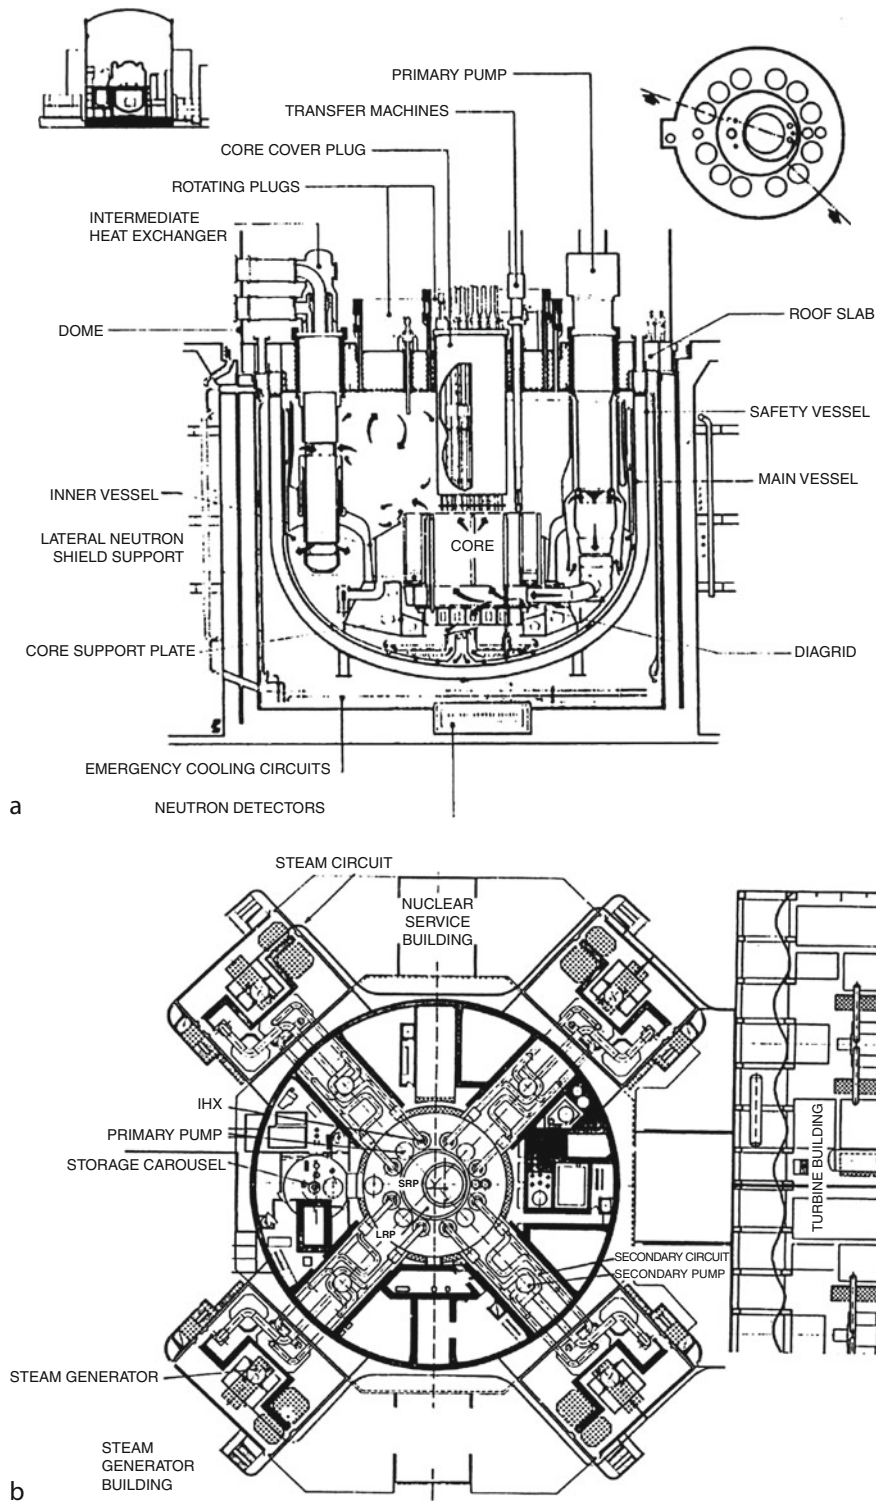 PRIMARY PUMP
TRANSFER MACHINES
CORE COVER PLUG
ROTATING PLUGS
INTERMEDIATE
HEAT EXCHANGER
DOME
ROOF SLAB
SAFETY VESSEL
MAIN VESSEL
INNER VESSEL
LATERAL NEUTRON
SHIELD SUPPORT
CORE
CORE SUPPORT PLATE
DIAGRID
EMERGENCY COOLING CIRCUITS
NEUTRON DETECTORS
a
STEAM CIRCUIT
NUCLEAR
SERVICE
BUILDING
IHX
PRIMARY PUMP
STORAGE CAROUSEL
SRP
LRP
TURBINE BUILDING
SECONDARY CIRCUIT
SECONDARY PUMP
STEAM GENERATOR
STEAM
GENERATOR
BUILDING
b